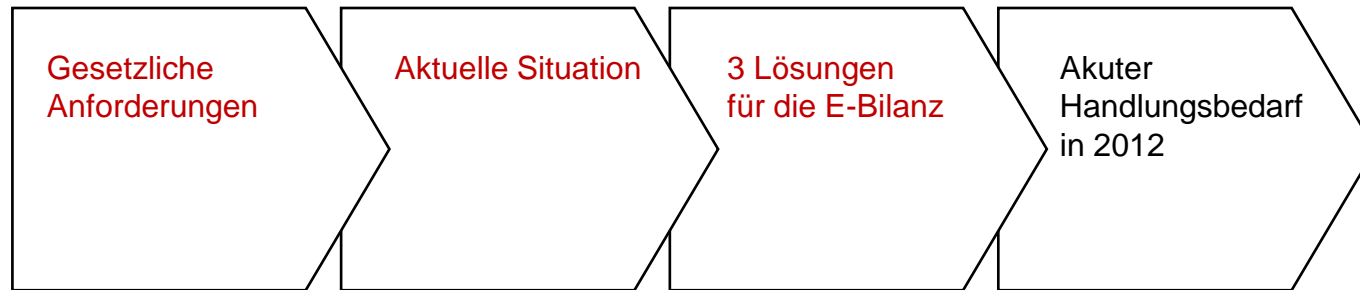 Gesetzliche
Anforderungen
Aktuelle Situation
3 Lösungen
für die E-Bilanz
Akuter
Handlungsbedarf
in 2012